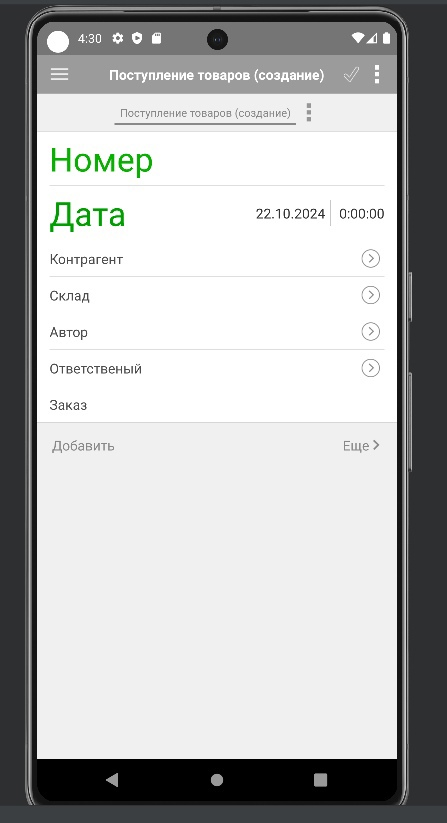 4:30
Поступление товаров (создание)
Поступление товаров (создание)
Номер
Дата 22.10.2024 0:00:00
Контрагент
Склад
Автор
Ответственый
Заказ
Добавить Еще